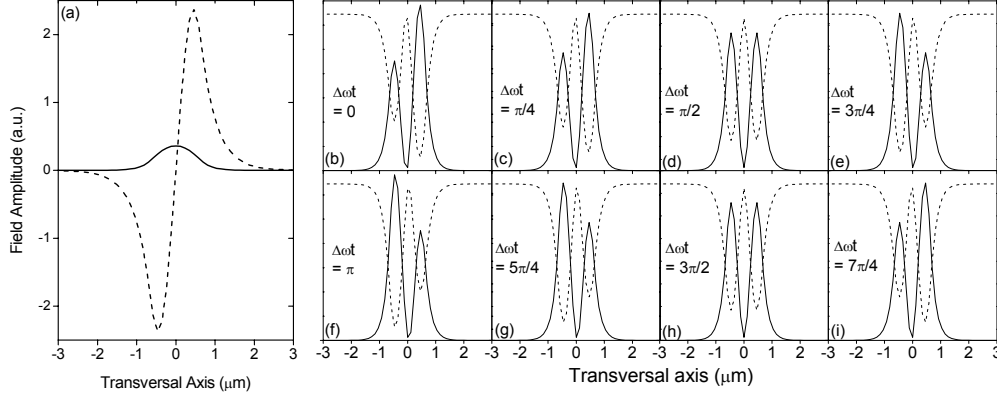 (a)
2
1
0
-1
-2
Field Amplitude (a.u.)
-3 -2 -1 0 1 2 3
Transversal Axis (μm)
Δωt
= 0
(b)
Δωt
= π/4
(c)
Δωt
= π/2
(d)
Δωt
= 3π/4
(e)
Δωt
= π
(f)
Δωt
= 5π/4
(g)
Δωt
= 3π/2
(h)
Δωt
= 7π/4
(i)
-3 -2 -1 0 1 2 -3 -2 -1 0 1 2 -3 -2 -1 0 1 2 -3 -2 -1 0 1 2 3
Transversal axis (μm)